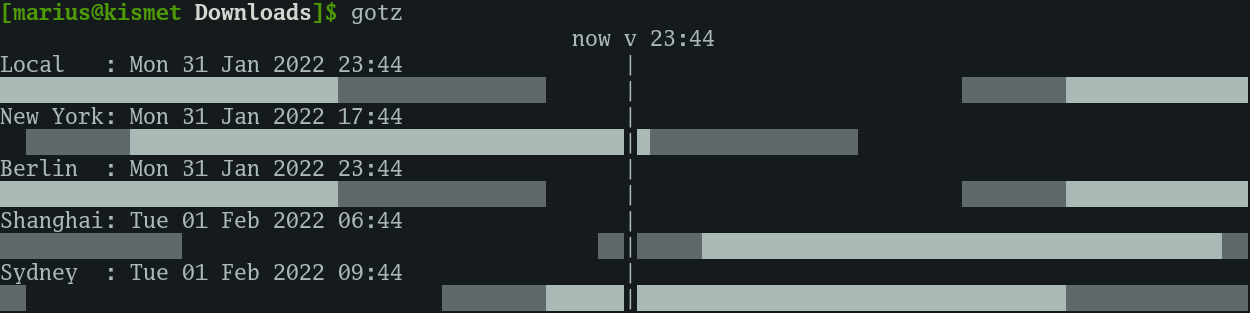 [marius@kismet Downloads]$ gotz
now v 23:44
Local   : Mon 31 Jan 2022 23:44                 |
|
New York: Mon 31 Jan 2022 17:44                 |
|
Berlin  : Mon 31 Jan 2022 23:44                 |
|
Shanghai: Tue 01 Feb 2022 06:44                 |
|
Sydney  : Tue 01 Feb 2022 09:44                 |
|